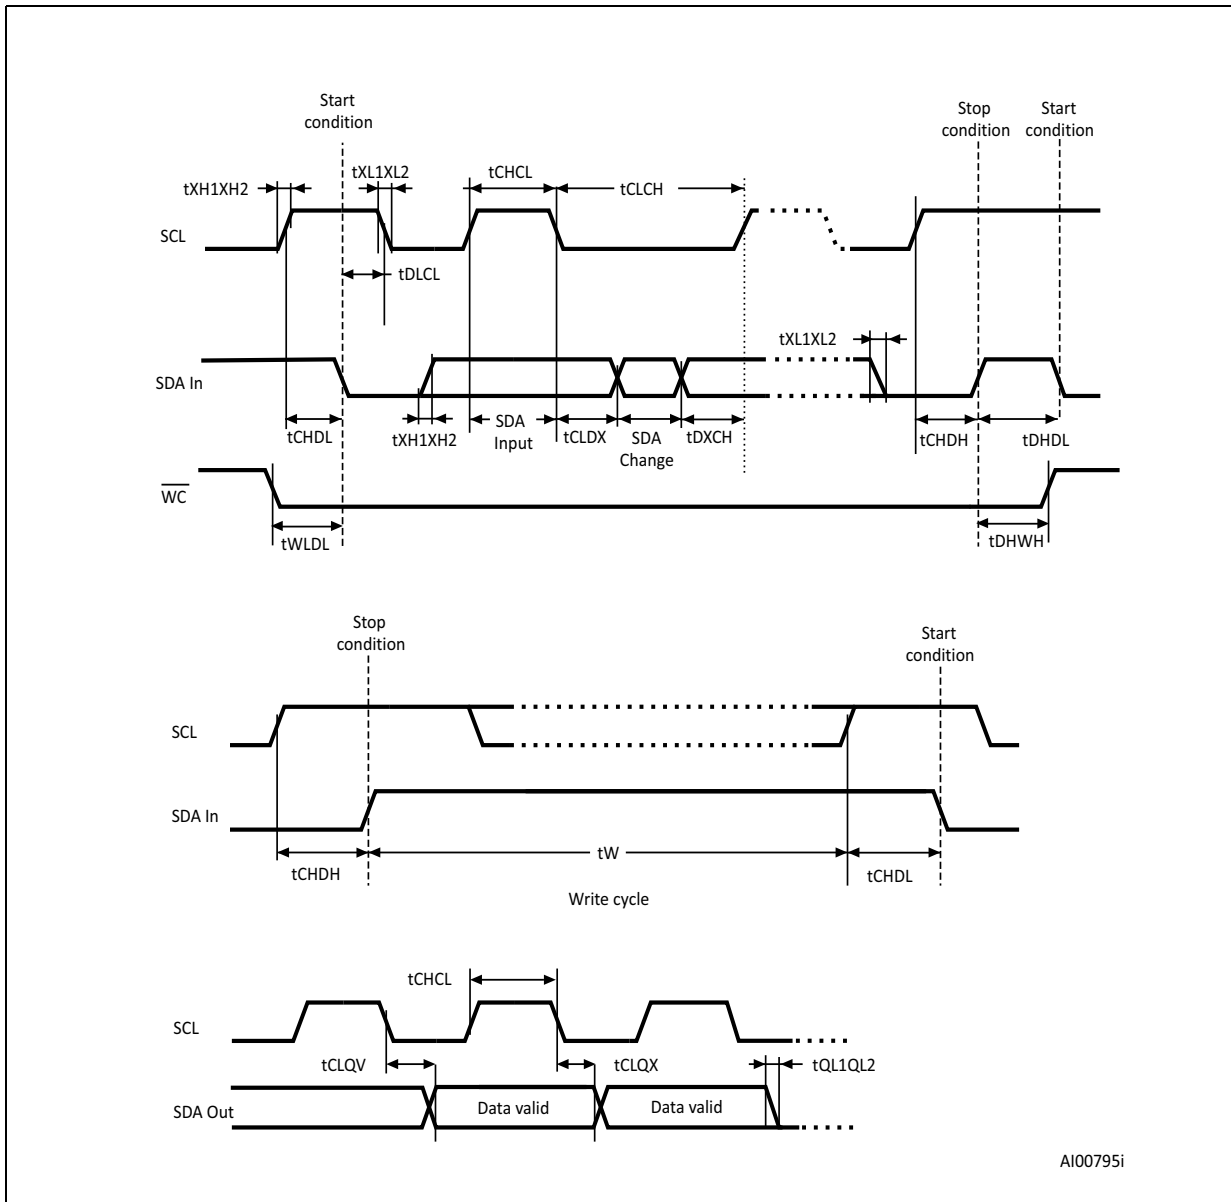 Start
condition
Stop
condition
Start
condition
tXH1XH2
tXL1XL2
tCHCL
tCLCH
SCL
tDLCL
tXL1XL2
SDA In
tCHDL
tXH1XH2
SDA
Input
tCLDX
SDA
Change
tDXCH
tCHDH
tDHDL
WC
tWLDL
tDHWH
Stop
condition
Start
condition
SCL
SDA In
tCHDH
tW
tCHDL
Write cycle
tCHCL
SCL
tCLQV
tCLQX
tQL1QL2
SDA Out
Data valid
Data valid
AI00795i